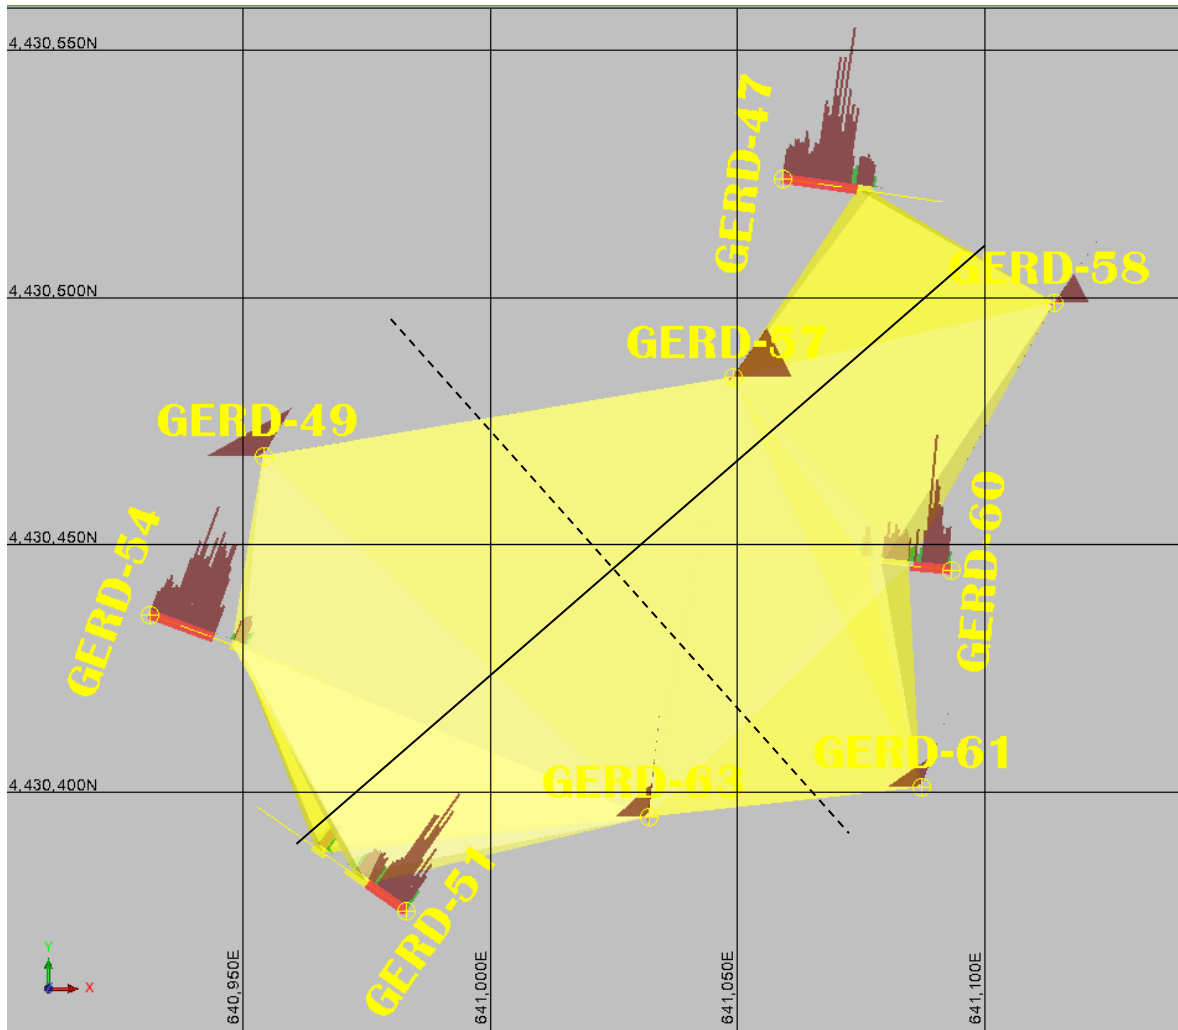 4,430,550N
GERD-47
GERD-58
4,430,500N
GERD-57
GERD-49
4,430,450N
GERD-60
GERD-54
GERD-61
GERD-63
4,430,400N
GERD-51
Y
X
640,950E
641,000E
641,050E
641,100E